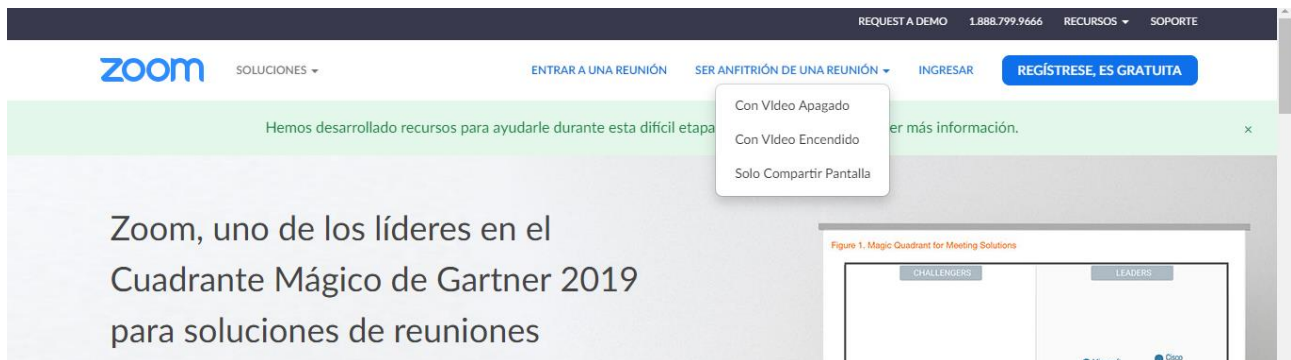 REQUEST A DEMO 1.888.799.9666 RECURSOS SOPORTE
zoom SOLUCIONES ENTRAR A UNA REUNIÓN SER ANFITRIÓN DE UNA REUNIÓN INGRESAR REGÍSTRESE, ES GRATUITA
Con VIdeo Apagado
Con VIdeo Encendido
Solo Compartir Pantalla
Hemos desarrollado recursos para ayudarle durante esta difícil etapa er más información. ×
Zoom, uno de los líderes en el
Cuadrante Mágico de Gartner 2019
para soluciones de reuniones
Figure 1. Magic Quadrant for Meeting Solutions
CHALLENGERS LEADERS
Cisco